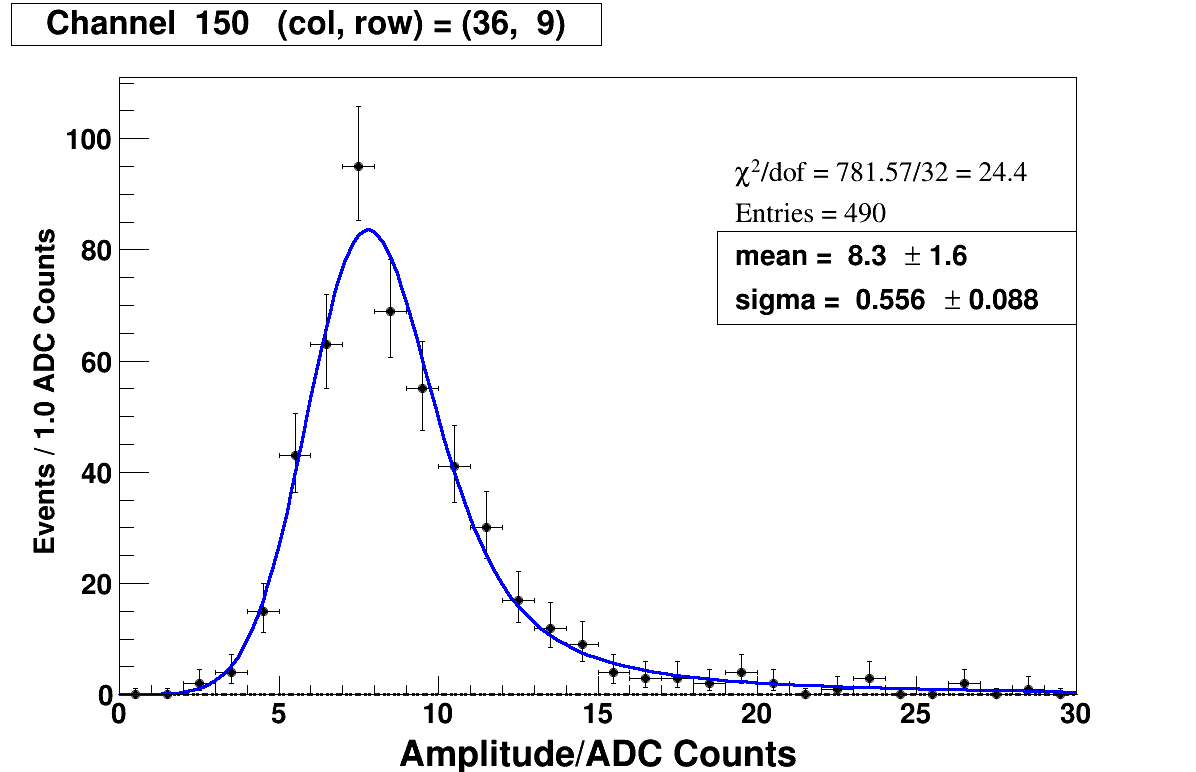 Channel 150 (col, row) = (36, 9)
χ²/dof = 781.57/32 = 24.4
Entries = 490
mean = 8.3 ± 1.6
sigma = 0.556 ± 0.088
Events / 1.0 ADC Counts
100
80
60
40
20
0
0 5 10 15 20 25 30
Amplitude/ADC Counts